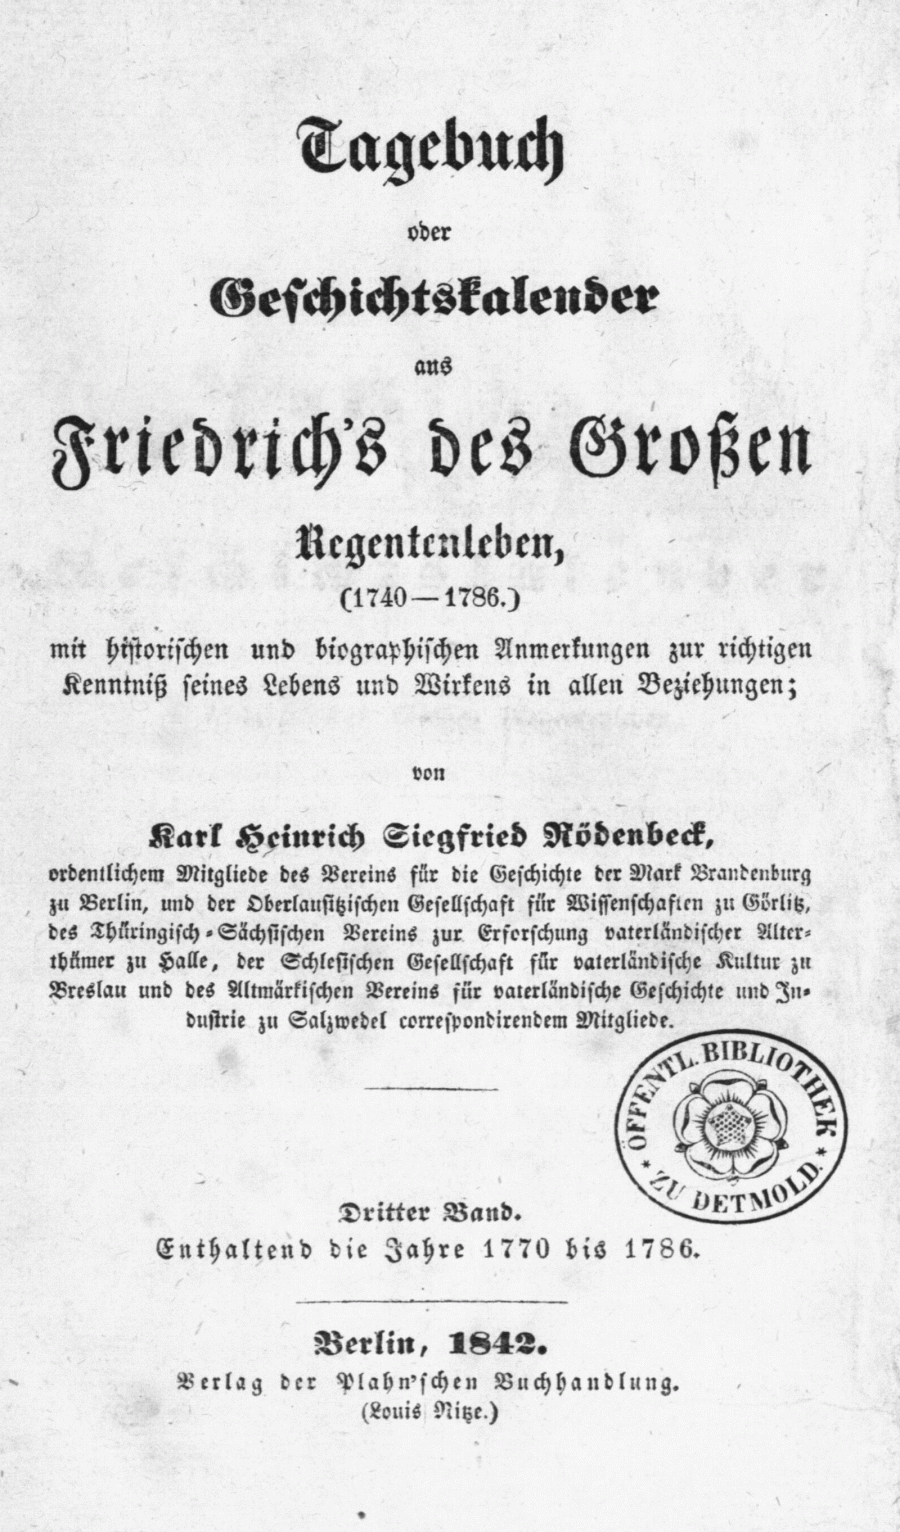 Tagebuch
oder
Geschichtskalender
aus
Friedrich's des Großen
Regentenleben,
(1740—1786.)
mit historischen und biographischen Anmerkungen zur richtigen
Kenntniß seines Lebens und Wirkens in allen Beziehungen;
von
Karl Heinrich Siegfried Rödenbeck,
ordentlichem Mitgliede des Vereins für die Geschichte der Mark Brandenburg
zu Berlin, und der Oberlausitzischen Gesellschaft für Wissenschaften zu Görlitz,
des Thüringisch-Sächsischen Vereins zur Erforschung vaterländischer Alter-
thümer zu Halle, der Schlesischen Gesellschaft für vaterländische Kultur zu
Breslau und des Altmärkischen Vereins für vaterländische Geschichte und In-
dustrie zu Salzwedel correspondirendem Mitgliede.
ÖFFENTL. BIBLIOTHEK
* ZU DETMOLD. *
Dritter Band.
Enthaltend die Jahre 1770 bis 1786.
Berlin, 1842.
Verlag der Plahn'schen Buchhandlung.
(Louis Nitze.)